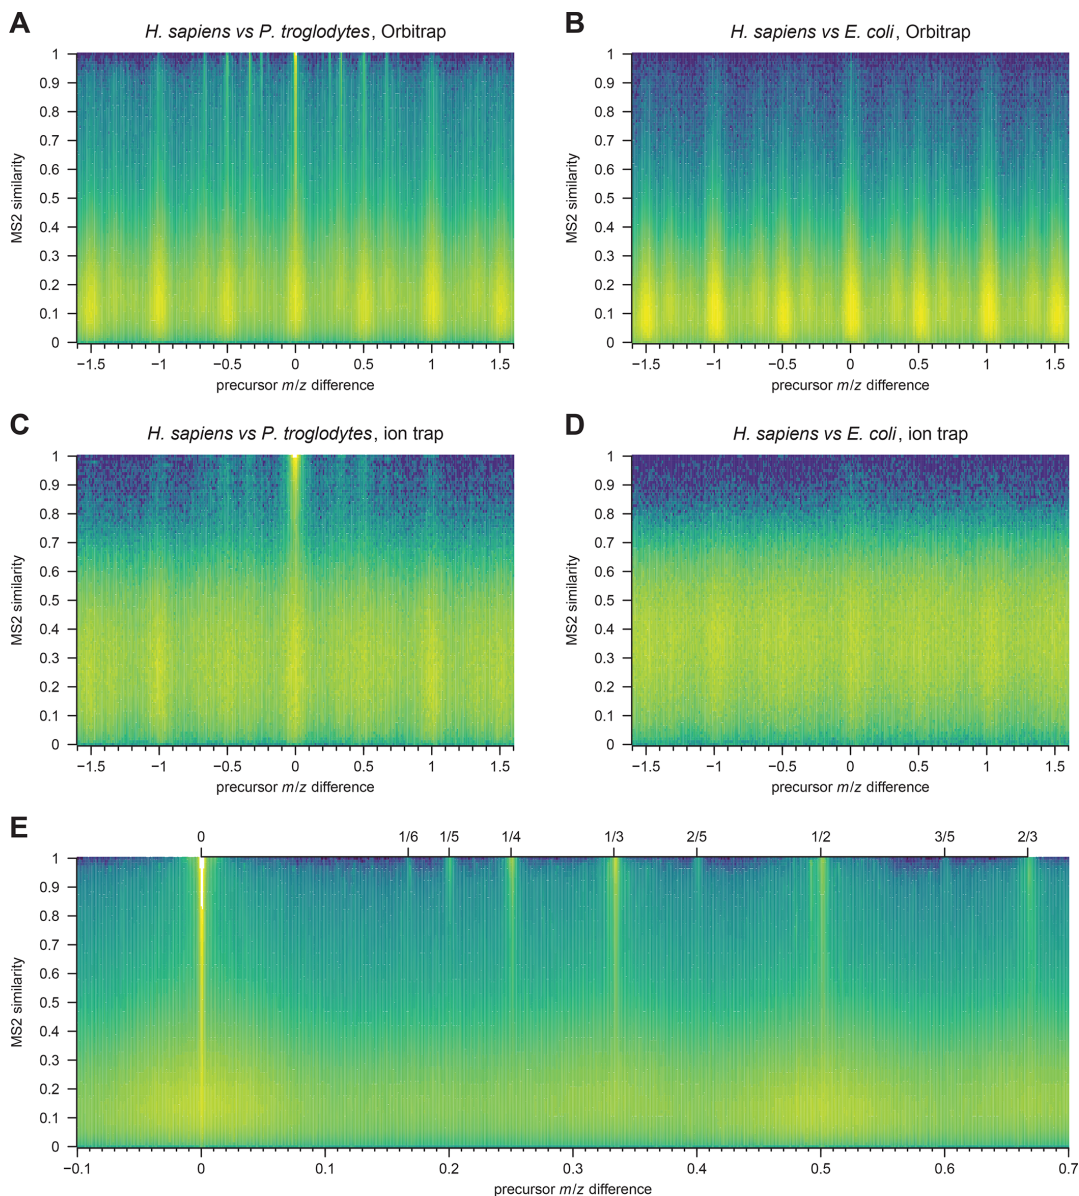 A
H. sapiens vs P. troglodytes, Orbitrap
1
0.9
0.8
0.7
0.6
0.5
0.4
0.3
0.2
0.1
0
MS2 similarity
−1.5 −1 −0.5 0 0.5 1 1.5
precursor m/z difference
B
H. sapiens vs E. coli, Orbitrap
1
0.9
0.8
0.7
0.6
0.5
0.4
0.3
0.2
0.1
0
MS2 similarity
−1.5 −1 −0.5 0 0.5 1 1.5
precursor m/z difference
C
H. sapiens vs P. troglodytes, ion trap
1
0.9
0.8
0.7
0.6
0.5
0.4
0.3
0.2
0.1
0
MS2 similarity
−1.5 −1 −0.5 0 0.5 1 1.5
precursor m/z difference
D
H. sapiens vs E. coli, ion trap
1
0.9
0.8
0.7
0.6
0.5
0.4
0.3
0.2
0.1
0
MS2 similarity
−1.5 −1 −0.5 0 0.5 1 1.5
precursor m/z difference
E
0 1/6 1/5 1/4 1/3 2/5 1/2 3/5 2/3
1
0.9
0.8
0.7
0.6
0.5
0.4
0.3
0.2
0.1
0
MS2 similarity
−0.1 0 0.1 0.2 0.3 0.4 0.5 0.6 0.7
precursor m/z difference